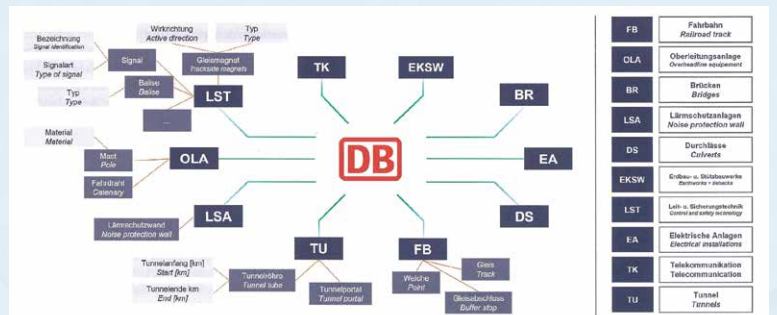 Bezeichnung
Signal identification
Signalart
Type of signal
Signal
Typ
Type
Balise
Balise
Wirkrichtung
Active direction
Typ
Type
Gleismagnet
Trackside magnets
...
LST
TK
EKSW
BR
Material
Material
Mast
Pole
Fahrdraht
Catenary
OLA
DB
EA
Lärmschutzwand
Noise protection wall
LSA
DS
TU
FB
Tunnelanfang [km]
Start [km]
Tunnelende km
End [km]
Tunnelröhre
Tunnel tube
Tunnelportal
Tunnel portal
Weiche
Point
Gleis
Track
Gleisabschluss
Buffer stop
FB
Fahrbahn
Railroad track
OLA
Oberleitungsanlage
Overheadline equipement
BR
Brücken
Bridges
LSA
Lärmschutzanlagen
Noise protection wall
DS
Durchlässe
Culverts
EKSW
Erdbau- u. Stützbauwerke
Earthworks +
LST
Leit- u. Sicherungstechnik
Control and safety technology
EA
Elektrische Anlagen
Electrical installations
TK
Telekommunikation
Telecommunication
TU
Tunnel
Tunnels